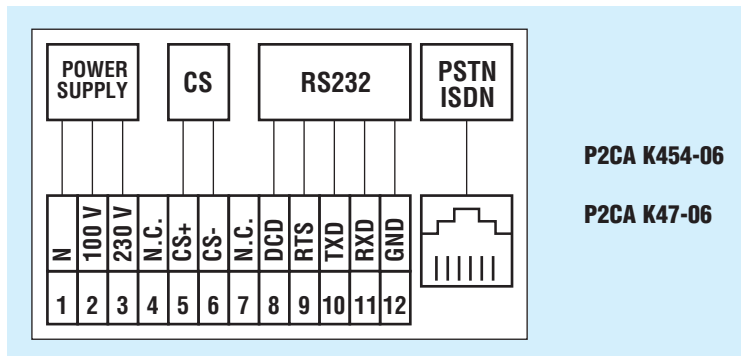 POWER
SUPPLY
CS
RS232
PSTN
ISDN
N
100 V
230 V
N.C.
CS+
CS-
N.C.
DCD
RTS
TXD
RXD
GND
1 2 3 4 5 6 7 8 9 10 11 12
P2CA K454-06
P2CA K47-06